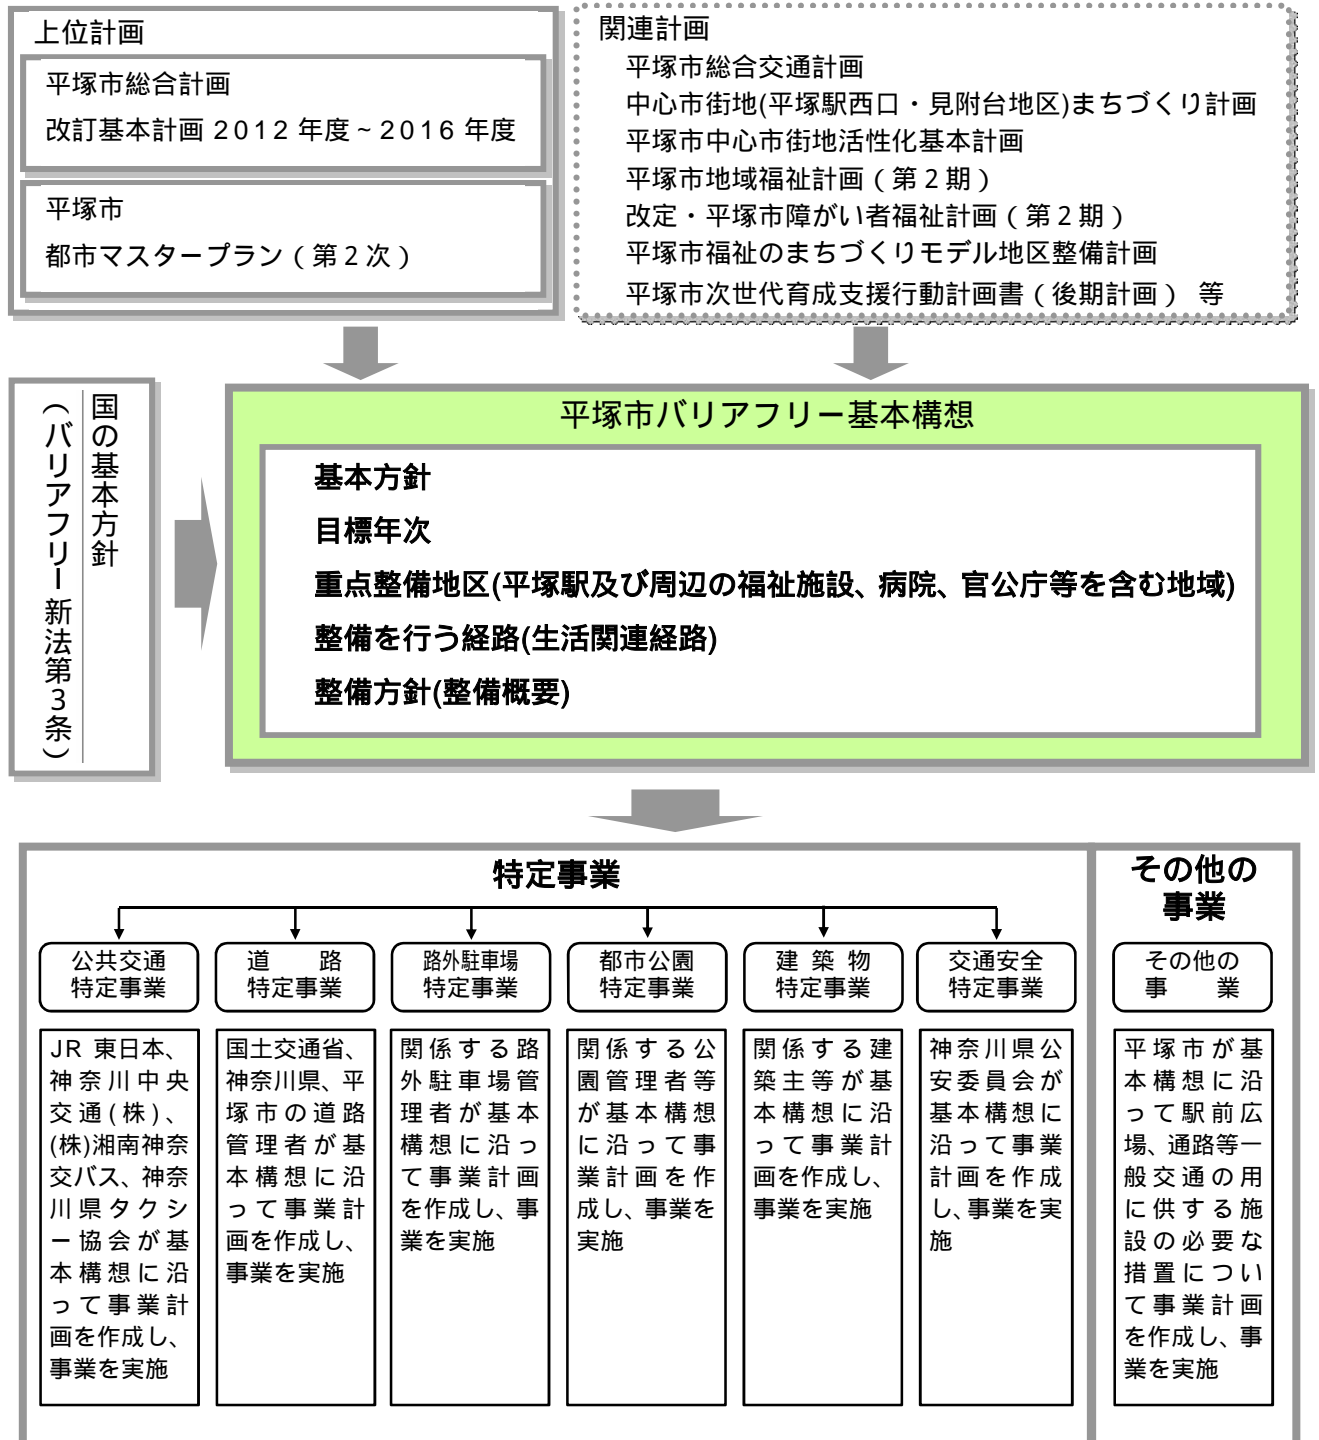 上位計画
平塚市総合計画
改訂基本計画 2012 年度~2016 年度
平塚市
都市マスタープラン(第2次)
関連計画
平塚市総合交通計画
中心市街地(平塚駅西口・見附台地区)まちづくり計画
平塚市中心市街地活性化基本計画
平塚市地域福祉計画(第2期)
改定・平塚市障がい者福祉計画(第2期)
平塚市福祉のまちづくりモデル地区整備計画
平塚市次世代育成支援行動計画書(後期計画) 等
国の基本方針
(バリアフリー新法第3条)
平塚市バリアフリー基本構想
基本方針
目標年次
重点整備地区(平塚駅及び周辺の福祉施設、病院、官公庁等を含む地域)
整備を行う経路(生活関連経路)
整備方針(整備概要)
特定事業
公共交通
特定事業
JR 東日本、
神奈川中央
交通(株)、
(株)湘南神奈
交バス、神奈
川県タクシ
ー協会が基
本構想に沿
って事業計
画を作成し、
事業を実施
道 路
特定事業
国土交通省、
神奈川県、平
塚市の道路
管理者が基
本構想に沿
って事業計
画を作成し、
事業を実施
路外駐車場
特定事業
関係する路
外駐車場管
理者が基本
構想に沿っ
て事業計画
を作成し、事
業を実施
都市公園
特定事業
関係する公
園管理者等
が基本構想
に沿って事
業計画を作
成し、事業を
実施
建築物
特定事業
関係する建
築主等が基
本構想に沿
って事業計
画を作成し、
事業を実施
交通安全
特定事業
神奈川県公
安委員会が
基本構想に
沿って事業
計画を作成
し、事業を実
施
その他の
事業
その他の
事 業
平塚市が基
本構想に沿
って駅前広
場、通路等一
般交通の用
に供する施
設の必要な
措置につい
て事業計画
を作成し、事
業を実施